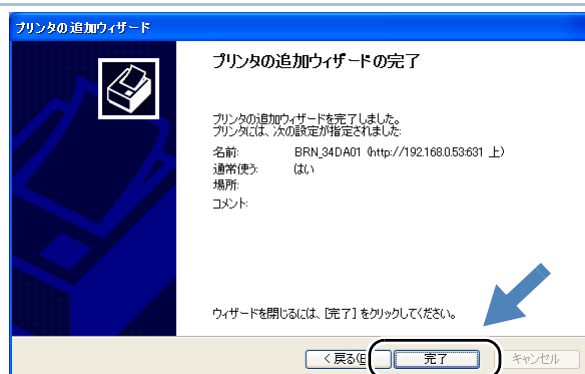 プリンタの追加ウィザード
プリンタの追加ウィザードの完了
プリンタの追加ウィザードを完了しました。
プリンタには、次の設定が指定されました:
名前: BRN_34DA01 (http://192.168.0.53:631 上)
通常使う: はい
場所:
コメント:
ウィザードを閉じるには、[完了] をクリックしてください。
< 戻る(B) 完了 キャンセル